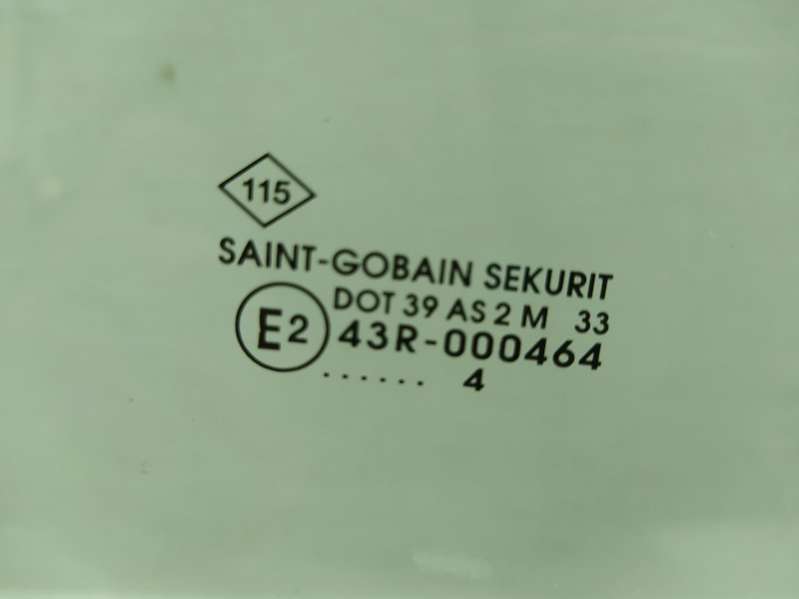 115
SAINT-GOBAIN SEKURIT
DOT 39 AS 2 M 33
E2 43R-000464
...... 4